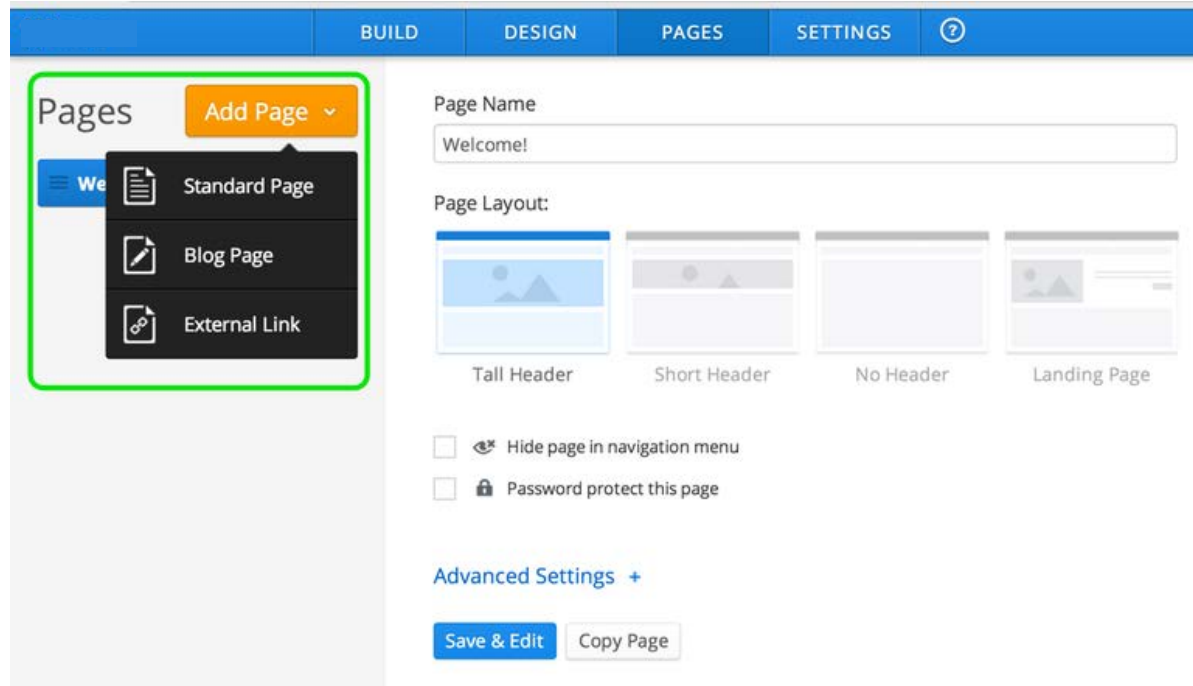 BUILD DESIGN PAGES SETTINGS ?
Pages Add Page
We
Standard Page
Blog Page
External Link
Page Name
Welcome!
Page Layout:
Tall Header Short Header No Header Landing Page
Hide page in navigation menu
Password protect this page
Advanced Settings +
Save & Edit Copy Page